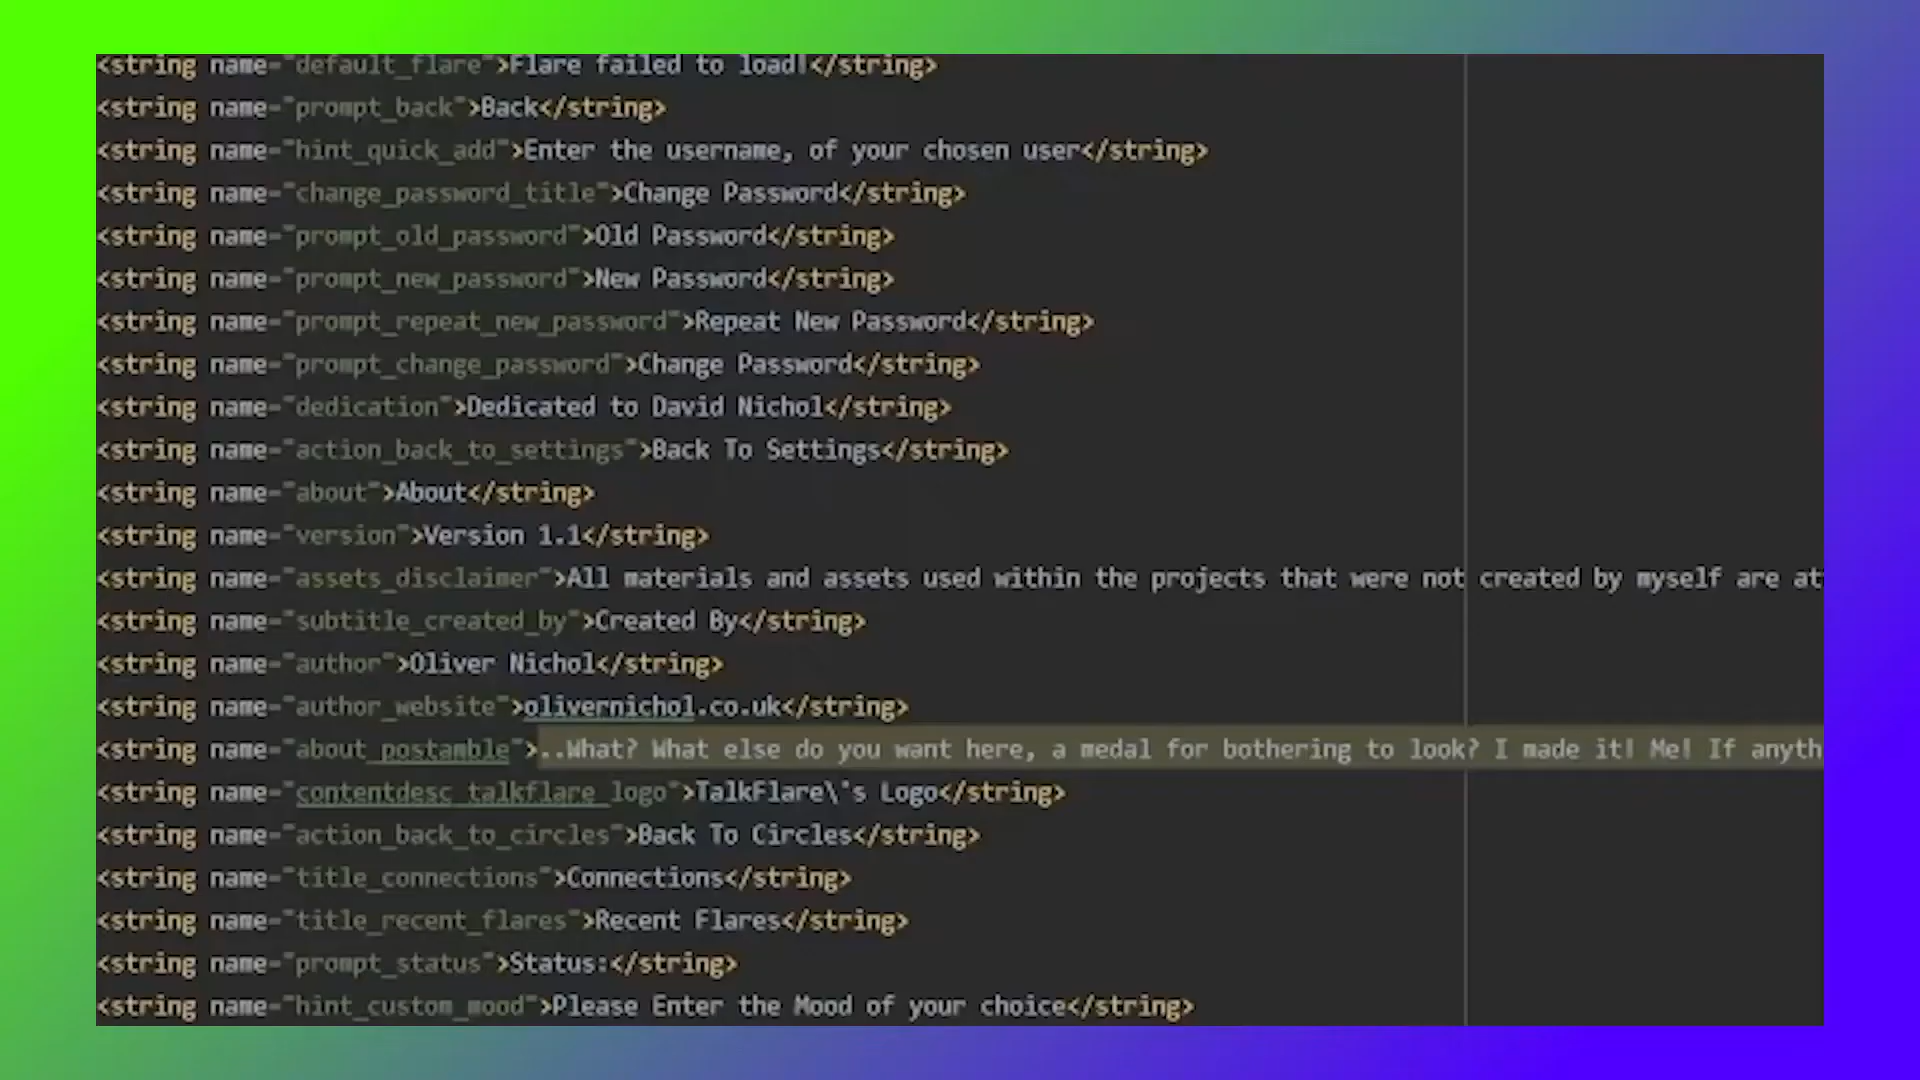 <string name="default_flare">Flare failed to load!</string>
<string name="prompt_back">Back</string>
<string name="hint_quick_add">Enter the username, of your chosen user</string>
<string name="change_password_title">Change Password</string>
<string name="prompt_old_password">Old Password</string>
<string name="prompt_new_password">New Password</string>
<string name="prompt_repeat_new_password">Repeat New Password</string>
<string name="prompt_change_password">Change Password</string>
<string name="dedication">Dedicated to David Nichol</string>
<string name="action_back_to_settings">Back To Settings</string>
<string name="about">About</string>
<string name="version">Version 1.1</string>
<string name="assets_disclaimer">All materials and assets used within the projects that were not created by myself are at
<string name="subtitle_created_by">Created By</string>
<string name="author">Oliver Nichol</string>
<string name="author_website">olivernichol.co.uk</string>
<string name="about_postamble">..What? What else do you want here, a medal for bothering to look? I made it! Me! If anyth
<string name="contentdesc_talkflare_logo">TalkFlare\'s Logo</string>
<string name="action_back_to_circles">Back To Circles</string>
<string name="title_connections">Connections</string>
<string name="title_recent_flares">Recent Flares</string>
<string name="prompt_status">Status:</string>
<string name="hint_custom_mood">Please Enter the Mood of your choice</string>